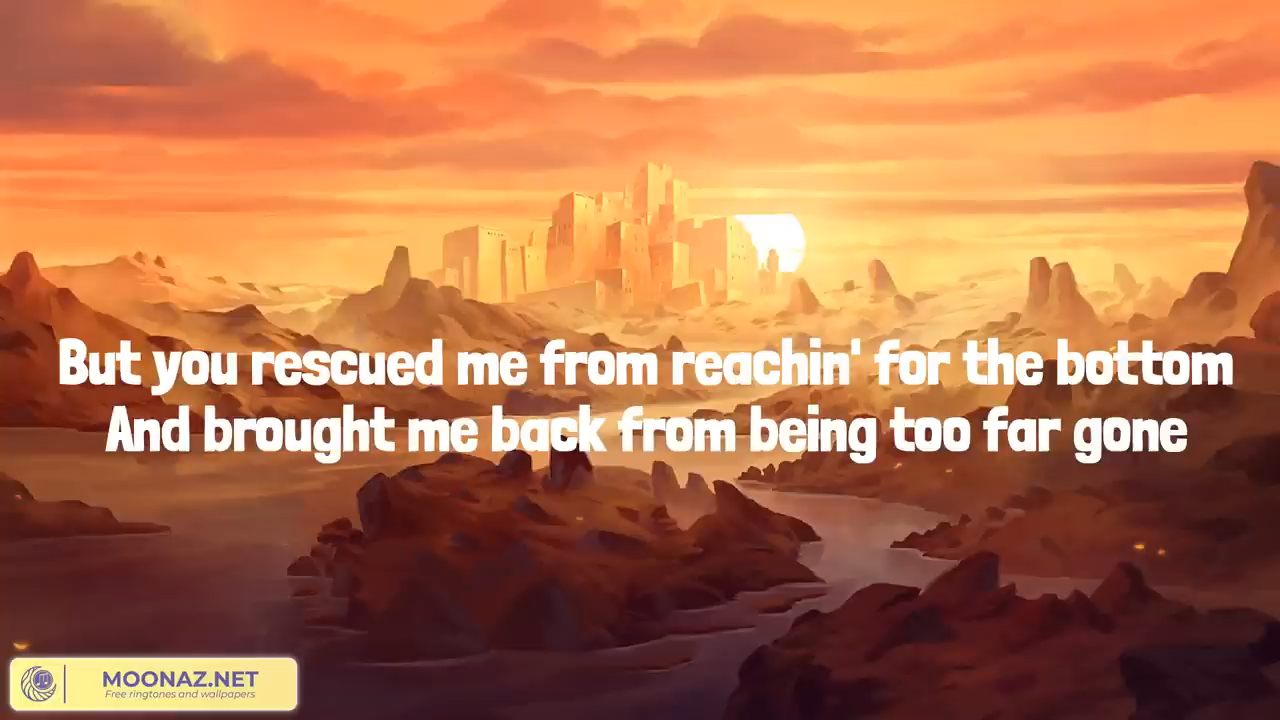 But you rescued me from reachin' for the bottom
And brought me back from being too far gone
MOONAZ.NET
Free ringtones and wallpapers